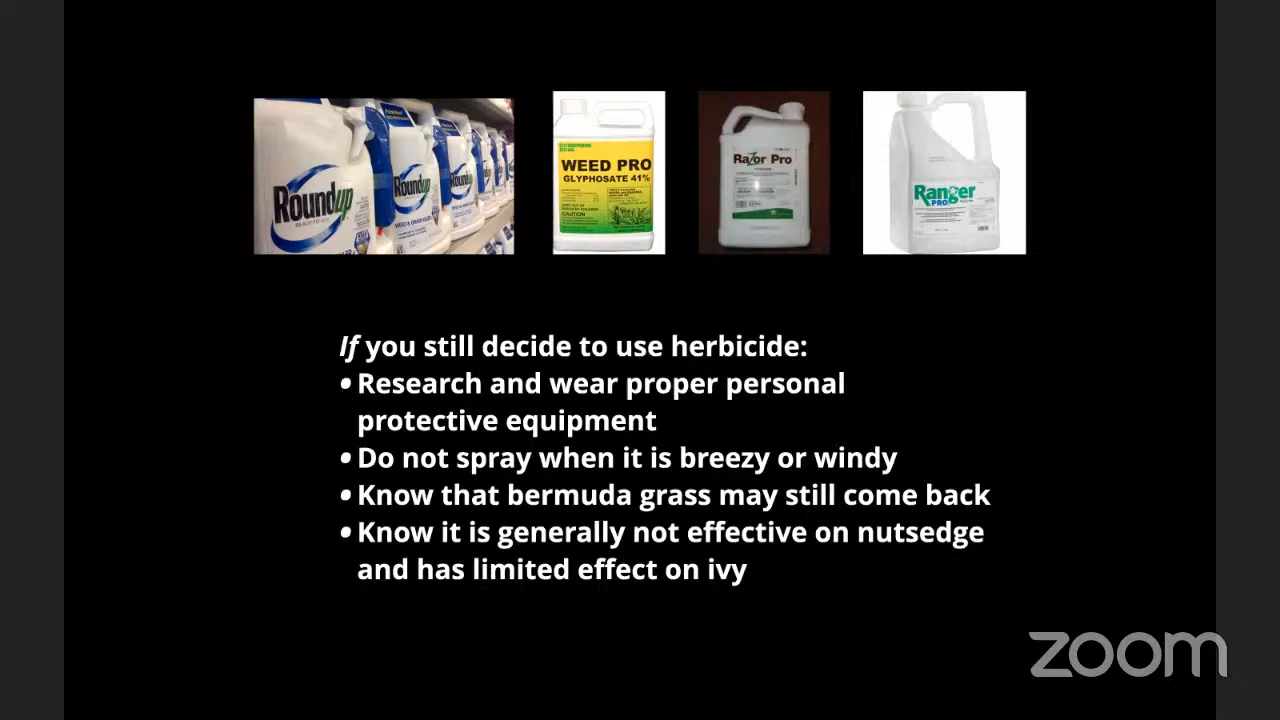 Roundup
Roundup
Roundup
WEED PRO
GLYPHOSATE 41%
CAUTION
Razor Pro
Ranger
PRO
If you still decide to use herbicide:
• Research and wear proper personal
protective equipment
• Do not spray when it is breezy or windy
• Know that bermuda grass may still come back
• Know it is generally not effective on nutsedge
and has limited effect on ivy
zoom